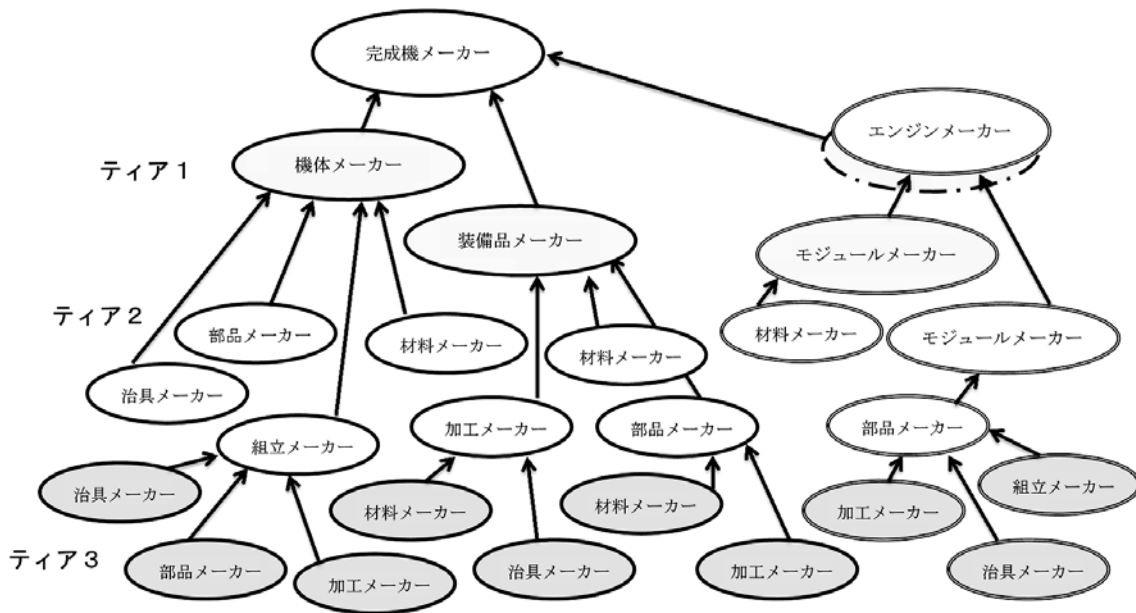 完成機メーカー
エンジンメーカー
ティア１
機体メーカー
装備品メーカー
モジュールメーカー
ティア２
部品メーカー
材料メーカー
材料メーカー
材料メーカー
モジュールメーカー
治具メーカー
組立メーカー
加工メーカー
部品メーカー
部品メーカー
治具メーカー
材料メーカー
材料メーカー
加工メーカー
組立メーカー
ティア３
部品メーカー
加工メーカー
治具メーカー
加工メーカー
治具メーカー